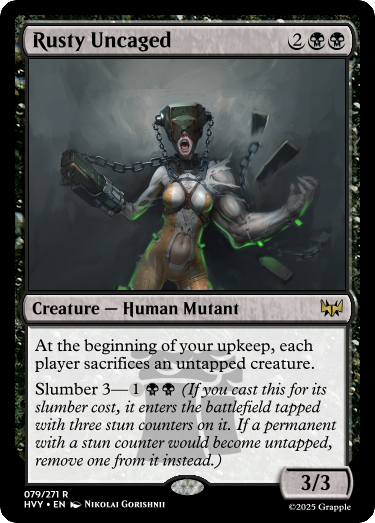 Rusty Uncaged 2
Creature — Human Mutant
At the beginning of your upkeep, each
player sacrifices an untapped creature.
Slumber 3—1 (If you cast this for its
slumber cost, it enters the battlefield tapped
with three stun counters on it. If a permanent
with a stun counter would become untapped,
remove one from it instead.)
3/3
079/271 R
HVY • EN Nikolai Gorishnii
©2025 Grapple